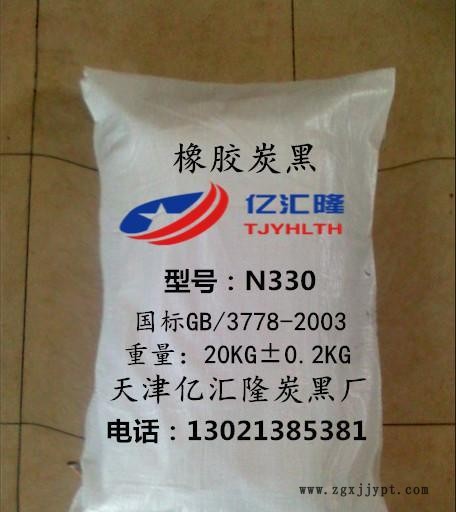 橡胶炭黑
亿汇隆
TJYHLTH
型号：N330
国标GB/3778-2003
重量：20KG±0.2KG
天津亿汇隆炭黑厂
电话：13021385381
www.zgxjjypt.com